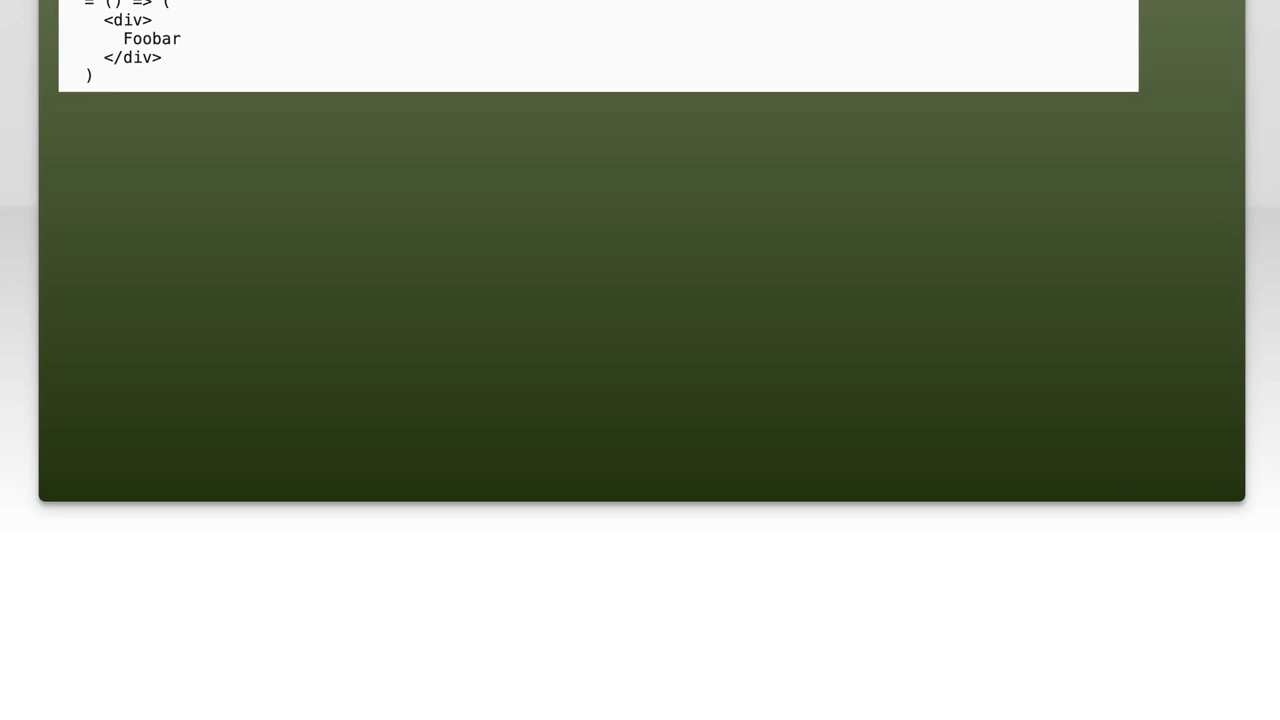 = () => (
<div>
Foobar
</div>
)